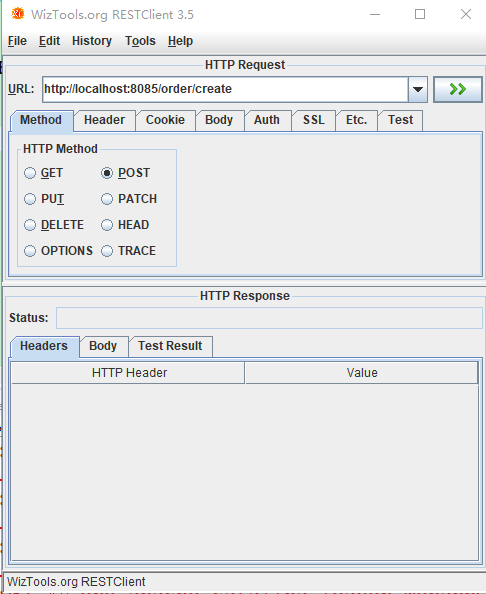 WizTools.org RESTClient 3.5
File Edit History Tools Help
HTTP Request
URL: http://localhost:8085/order/create
Method Header Cookie Body Auth SSL Etc. Test
HTTP Method
GET POST
PUT PATCH
DELETE HEAD
OPTIONS TRACE
HTTP Response
Status:
Headers Body Test Result
HTTP Header Value
WizTools.org RESTClient